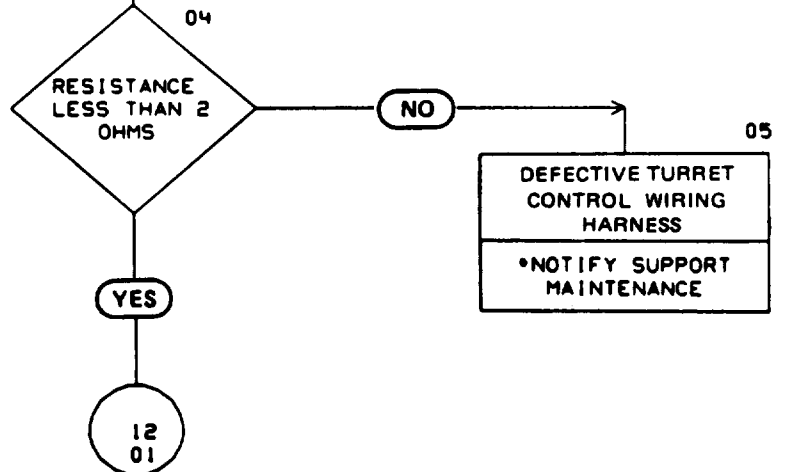 04
RESISTANCE
LESS THAN 2
OHMS
NO
05
DEFECTIVE TURRET
CONTROL WIRING
HARNESS
*NOTIFY SUPPORT
MAINTENANCE
YES
12
01